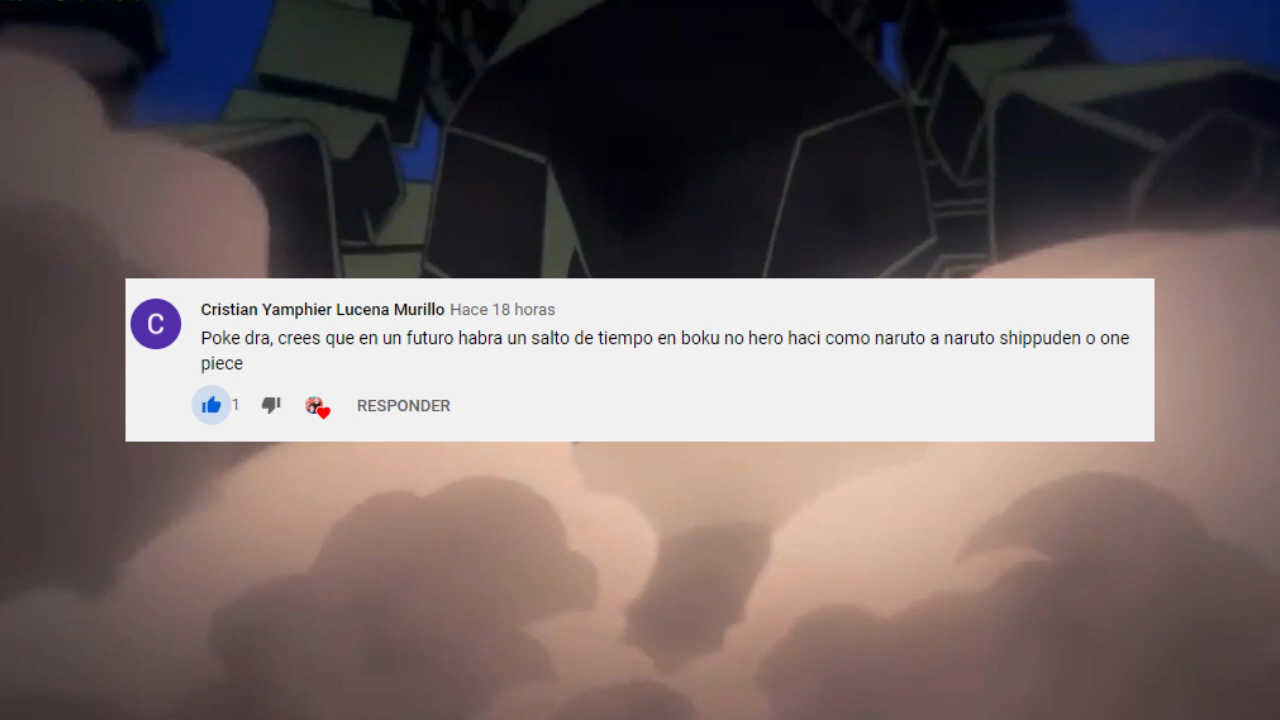 C
Cristian Yamphier Lucena Murillo Hace 18 horas
Poke dra, crees que en un futuro habra un salto de tiempo en boku no hero haci como naruto a naruto shippuden o one
piece
1 RESPONDER